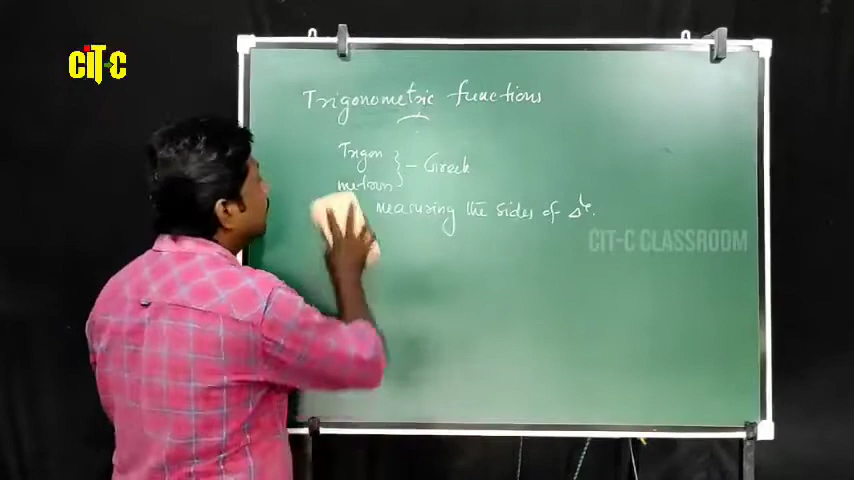 CiT-C
Trigonometric functions
Trigon
metron } - Greek
measuring the sides of Δle.
CIT-C CLASSROOM